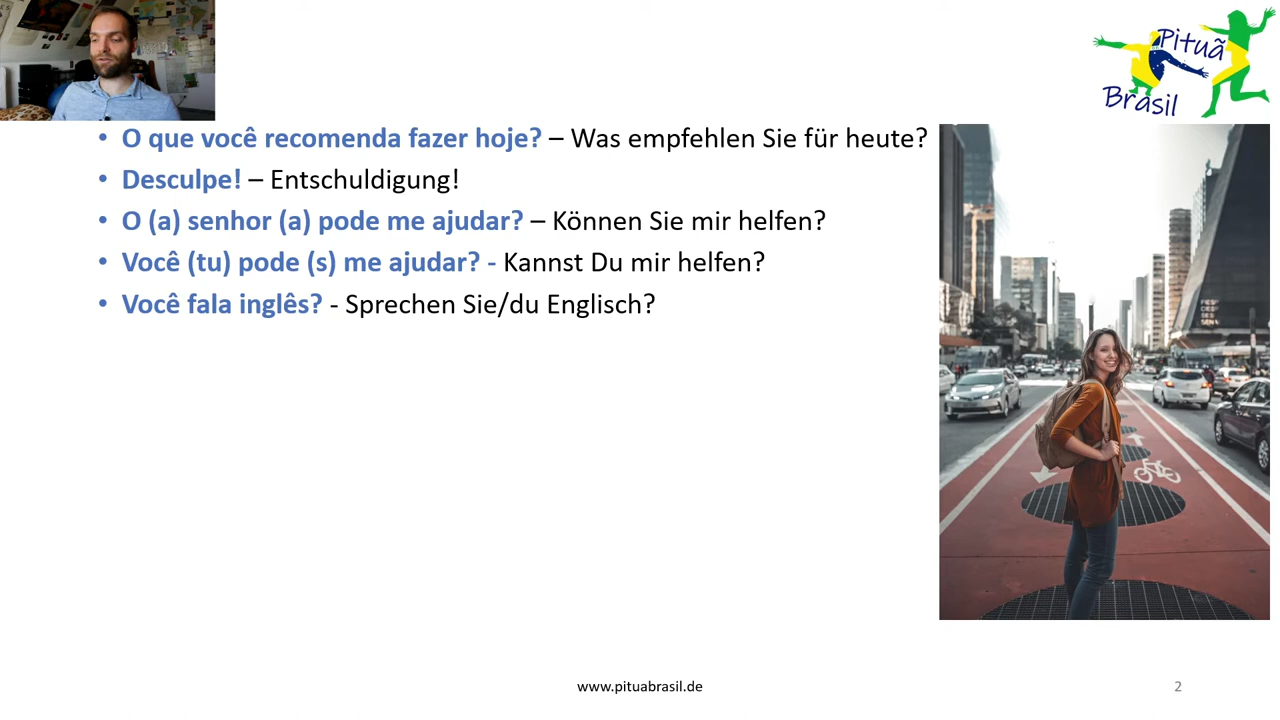 Pituã
Brasil
• O que você recomenda fazer hoje? – Was empfehlen Sie für heute?
• Desculpe! – Entschuldigung!
• O (a) senhor (a) pode me ajudar? – Können Sie mir helfen?
• Você (tu) pode (s) me ajudar? - Kannst Du mir helfen?
• Você fala inglês? - Sprechen Sie/du Englisch?
www.pituabrasil.de
2